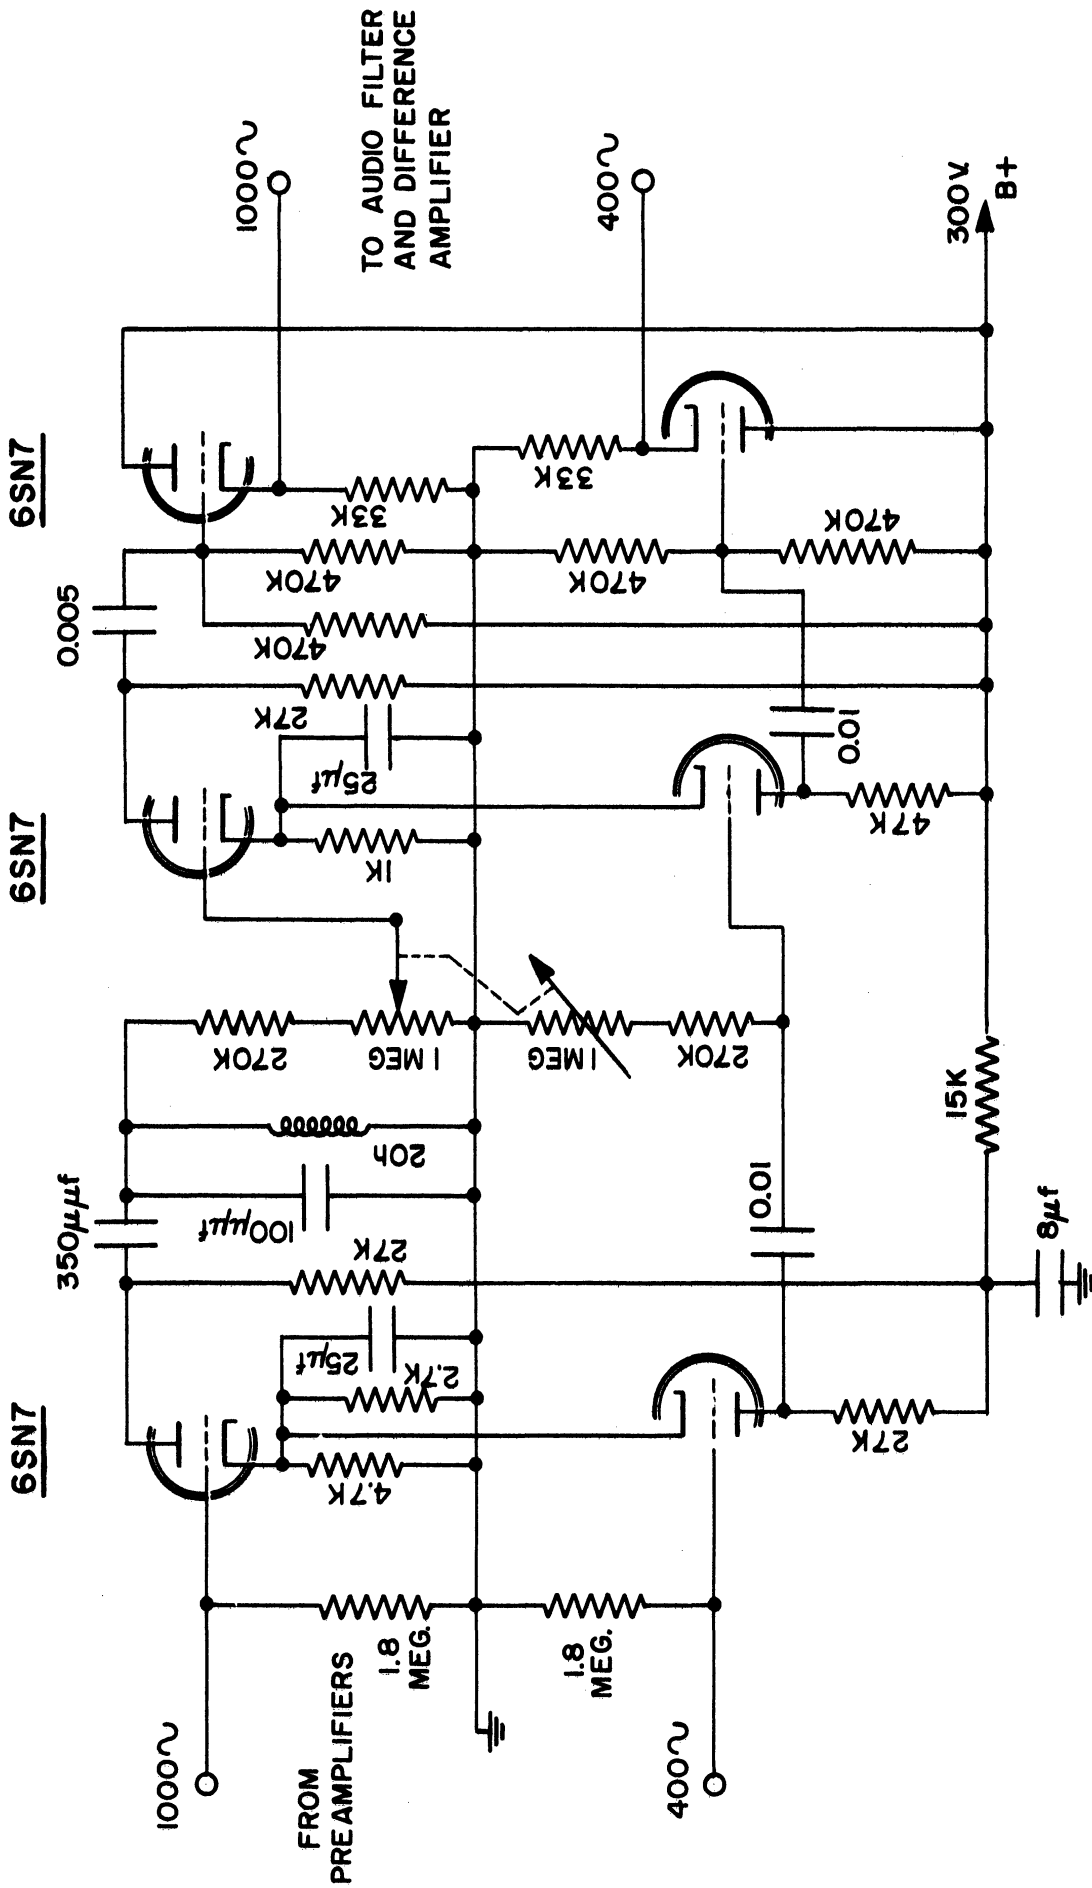 6SN7
6SN7
6SN7
1000~
FROM
PREAMPLIFIERS
400~
1.8
MEG.
1.8
MEG.
4.7K
2.7K
25µf
27K
27K
350µµf
100µµf
20h
270K
1 MEG
1 MEG
270K
0.01
8µf
15K
1K
25µf
27K
47K
0.01
0.005
470K
470K
470K
470K
33K
33K
1000~
TO AUDIO FILTER
AND DIFFERENCE
AMPLIFIER
400~
300V.
B+